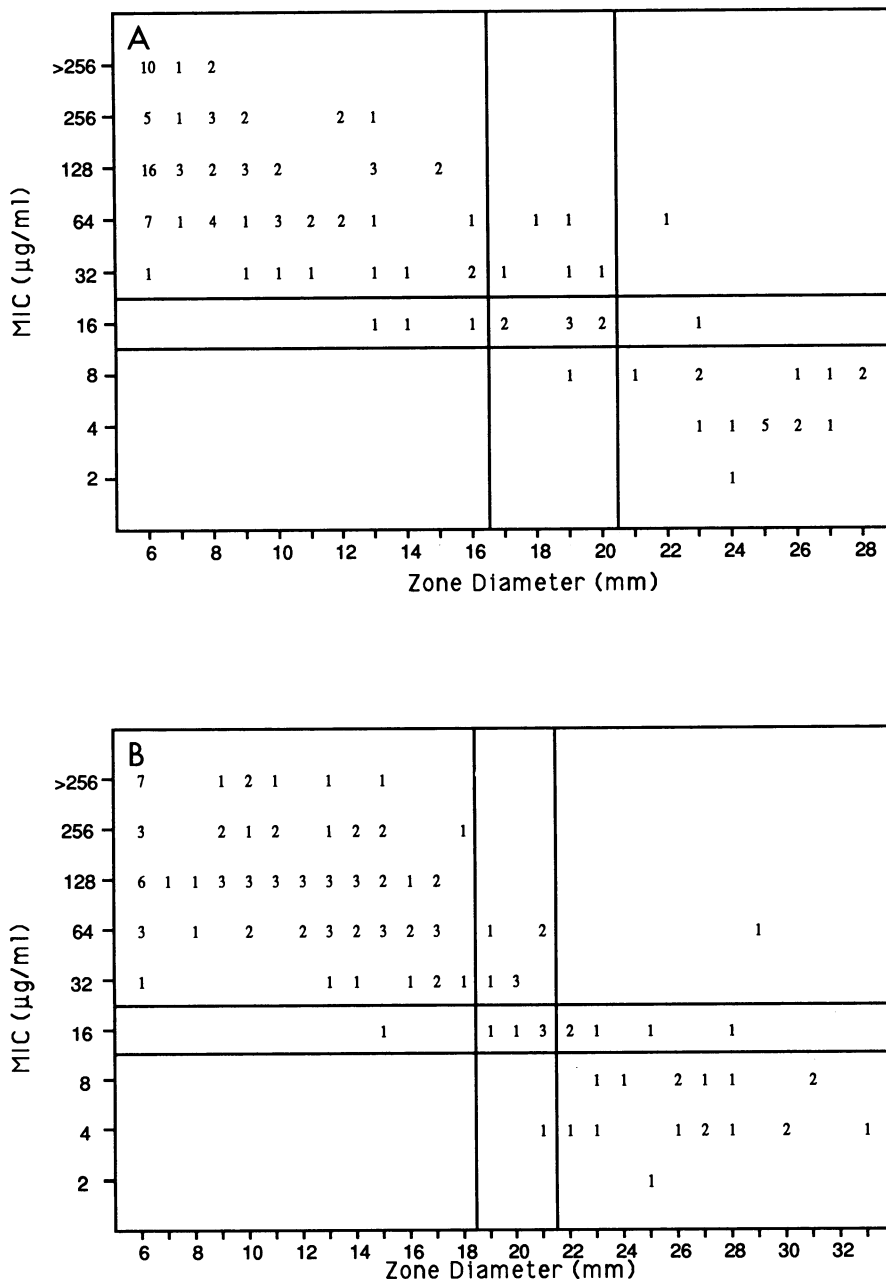 A
>256 10 1 2
256 5 1 3 2 2 1
128 16 3 2 3 2 3 2
64 7 1 4 1 3 2 2 1 1 1 1 1
32 1 1 1 1 1 1 2 1 1 1
16 1 1 1 2 3 2 1
8 1 1 2 1 1 2
4 1 1 5 2 1
2 1
MIC (µg/ml)
6 8 10 12 14 16 18 20 22 24 26 28
Zone Diameter (mm)
B
>256 7 1 2 1 1 1
256 3 2 1 2 1 2 2 1
128 6 1 1 3 3 3 3 3 3 2 1 2
64 3 1 2 2 3 2 3 2 3 1 2 1
32 1 1 1 1 2 1 1 3
16 1 1 1 3 2 1 1 1
8 1 1 2 1 1 2
4 1 1 1 1 2 1 2 1
2 1
MIC (µg/ml)
6 8 10 12 14 16 18 20 22 24 26 28 30 32
Zone Diameter (mm)